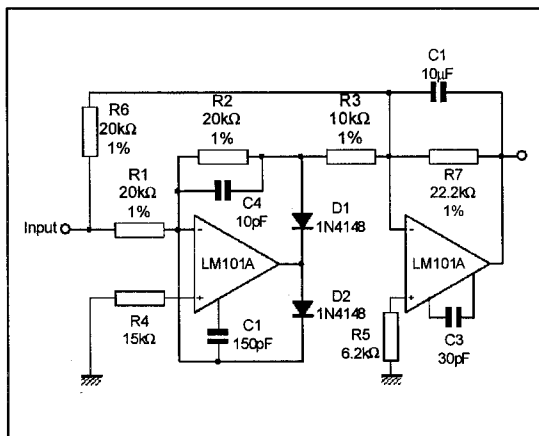 C1
10µF
R6
20kΩ
1%
R2
20kΩ
1%
R3
10kΩ
1%
R1
20kΩ
1%
R7
22.2kΩ
1%
C4
10pF
D1
1N4148
Input
-
-
LM101A
LM101A
+
+
D2
1N4148
R4
15kΩ
C1
150pF
R5
6.2kΩ
C3
30pF